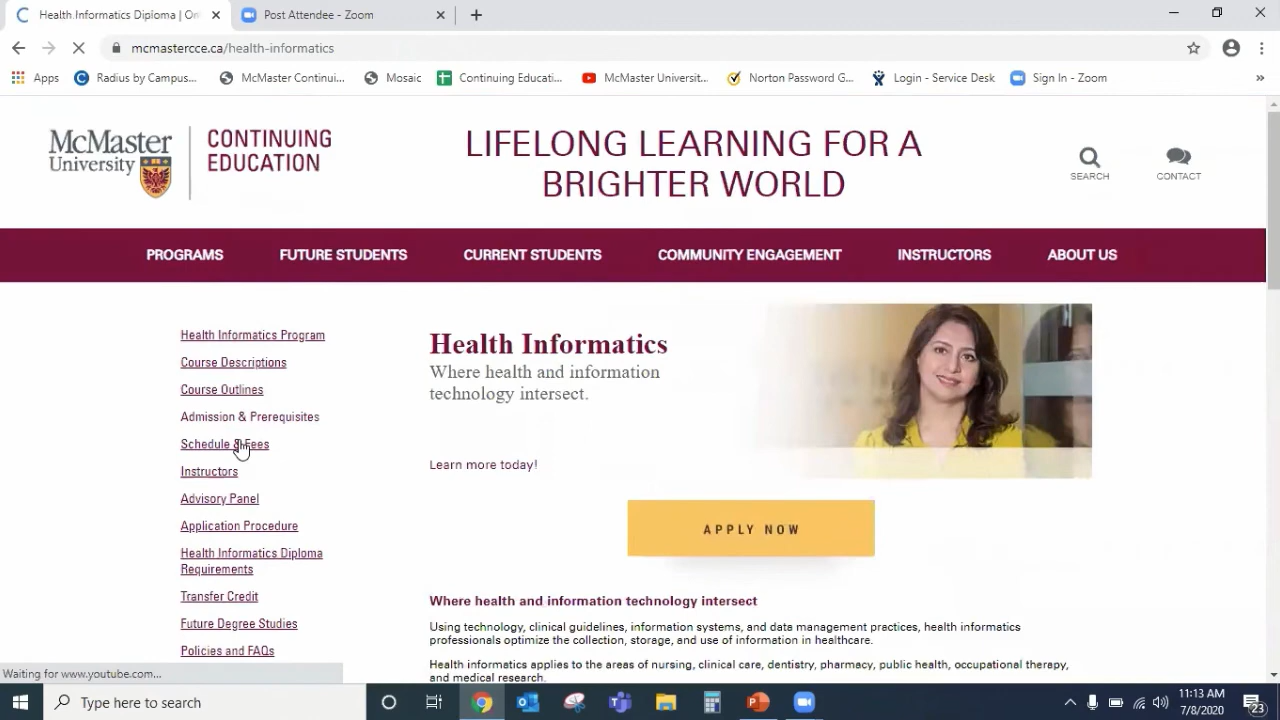 Health Informatics Diploma | On
Post Attendee - Zoom
mcmastercce.ca/health-informatics
Apps
Radius by Campus...
McMaster Continui...
Mosaic
Continuing Educati...
McMaster Universit...
Norton Password G...
Login - Service Desk
Sign In - Zoom
McMaster
University
CONTINUING
EDUCATION
LIFELONG LEARNING FOR A
BRIGHTER WORLD
SEARCH
CONTACT
PROGRAMS
FUTURE STUDENTS
CURRENT STUDENTS
COMMUNITY ENGAGEMENT
INSTRUCTORS
ABOUT US
Health Informatics Program
Course Descriptions
Course Outlines
Admission & Prerequisites
Schedule & Fees
Instructors
Advisory Panel
Application Procedure
Health Informatics Diploma
Requirements
Transfer Credit
Future Degree Studies
Policies and FAQs
Health Informatics
Where health and information
technology intersect.
Learn more today!
APPLY NOW
Where health and information technology intersect
Using technology, clinical guidelines, information systems, and data management practices, health informatics
professionals optimize the collection, storage, and use of information in healthcare.
Health informatics applies to the areas of nursing, clinical care, dentistry, pharmacy, public health, occupational therapy,
and medical research.
Waiting for www.youtube.com...
Type here to search
11:13 AM
7/8/2020
23